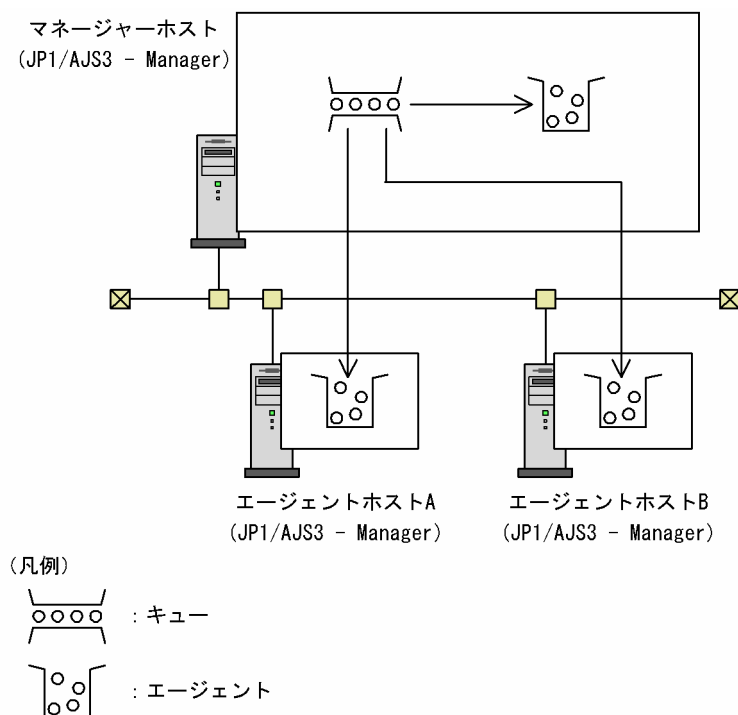 マネージャーホスト
(JP1/AJS3 - Manager)
エージェントホストA
(JP1/AJS3 - Manager)
エージェントホストB
(JP1/AJS3 - Manager)
(凡例)
:キュー
:エージェント